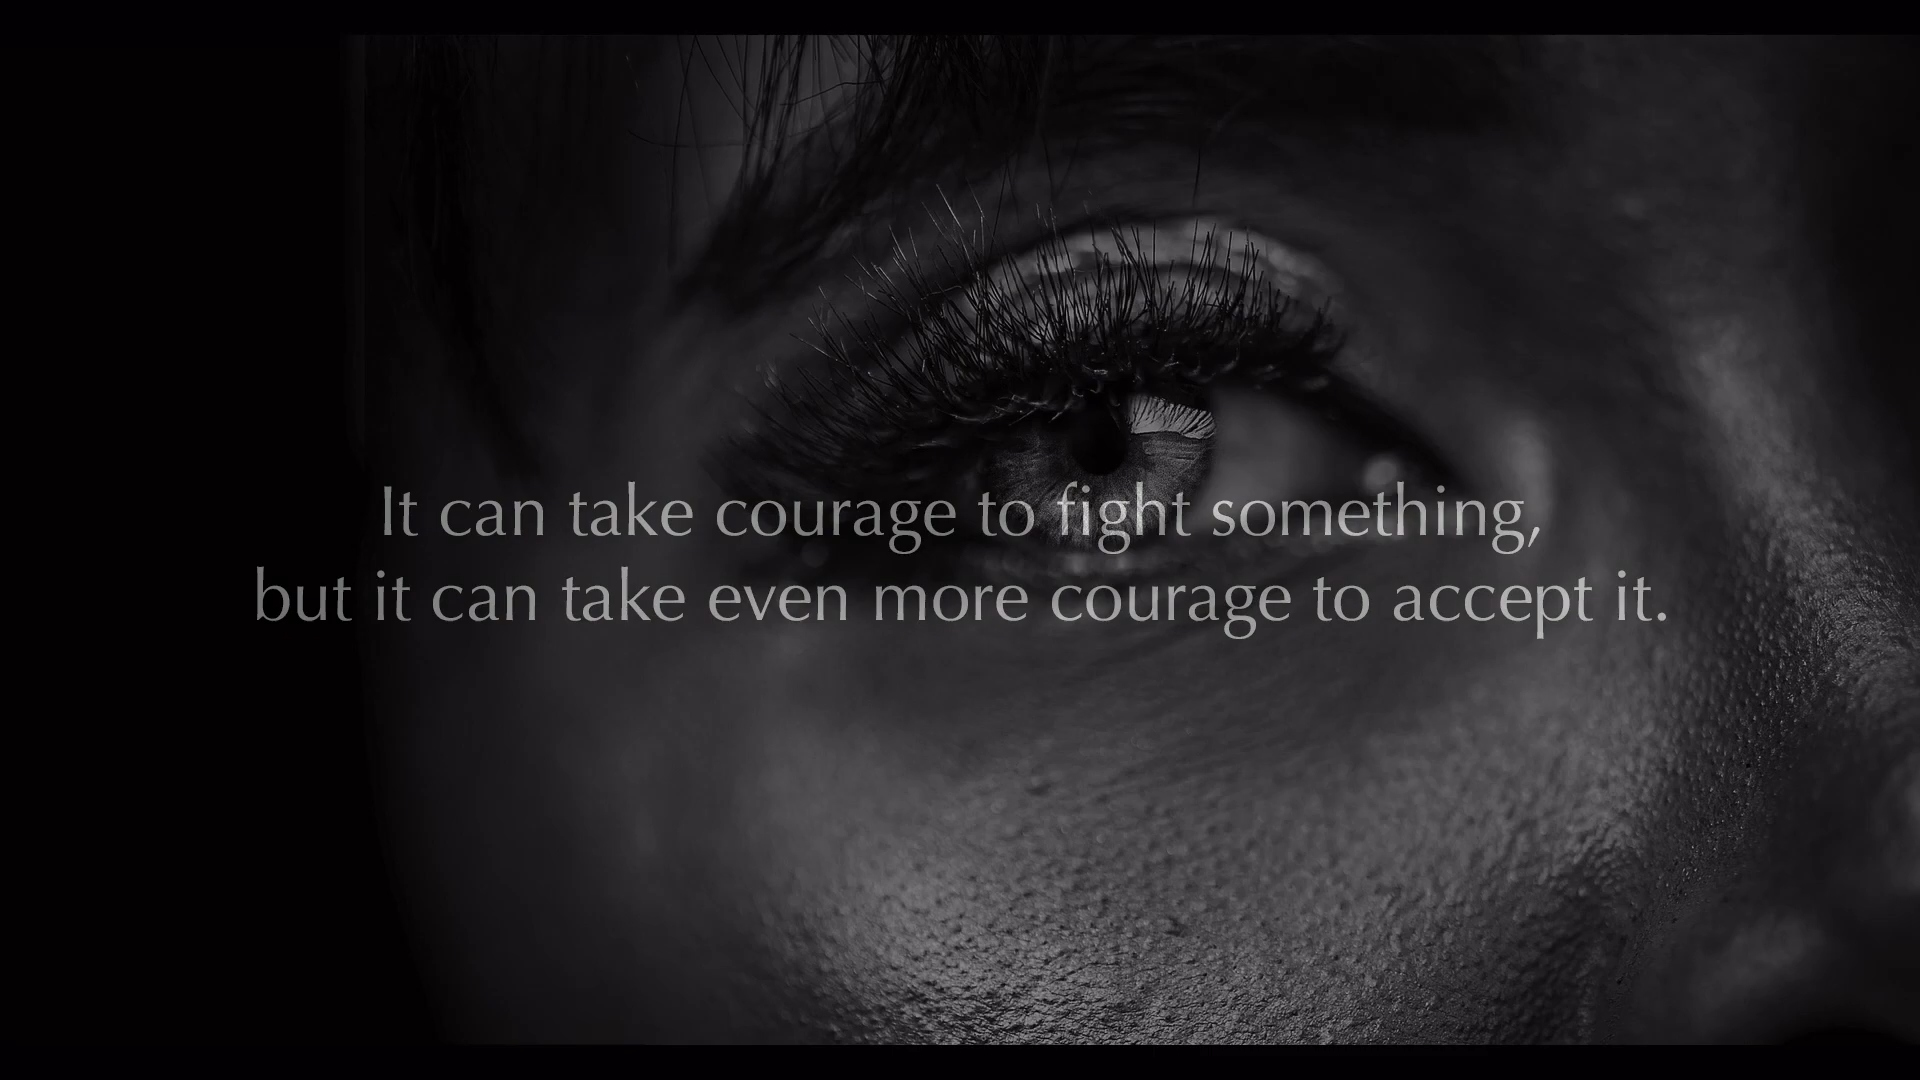 It can take courage to fight something,
but it can take even more courage to accept it.